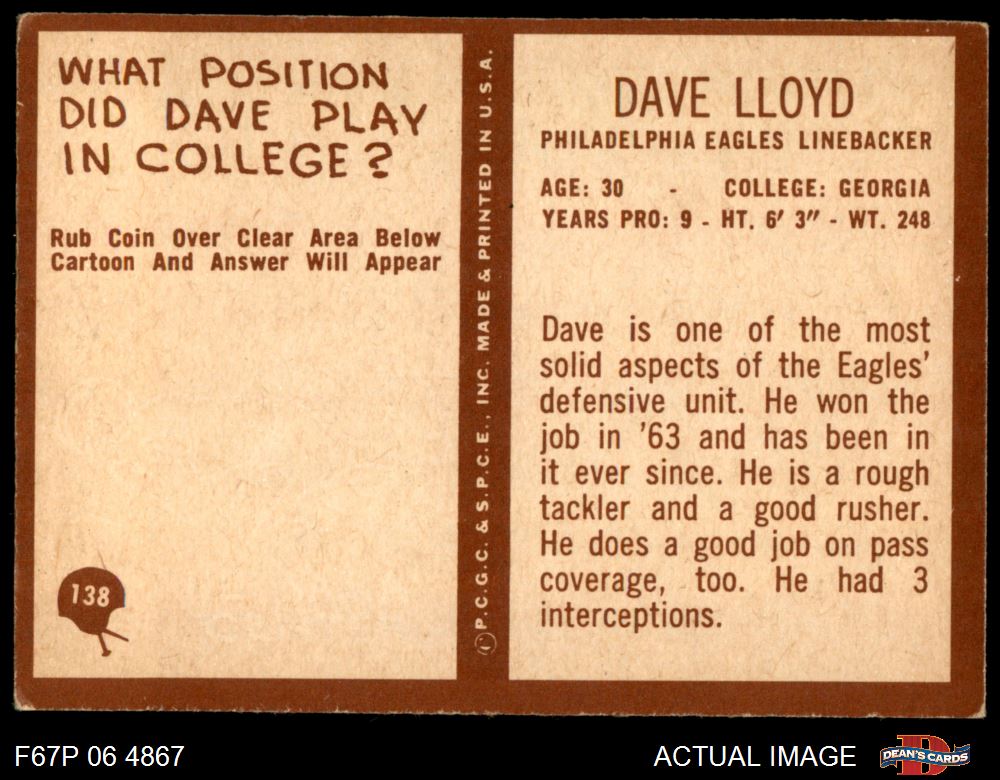 WHAT POSITION
DID DAVE PLAY
IN COLLEGE?
Rub Coin Over Clear Area Below
Cartoon And Answer Will Appear
138
© P.C.G.C. & S.P.C.E., INC. MADE & PRINTED IN U.S.A.
DAVE LLOYD
PHILADELPHIA EAGLES LINEBACKER
AGE: 30 - COLLEGE: GEORGIA
YEARS PRO: 9 - HT. 6' 3" - WT. 248
Dave is one of the most
solid aspects of the Eagles'
defensive unit. He won the
job in '63 and has been in
it ever since. He is a rough
tackler and a good rusher.
He does a good job on pass
coverage, too. He had 3
interceptions.
F67P 06 4867
ACTUAL IMAGE
DEAN'S CARDS